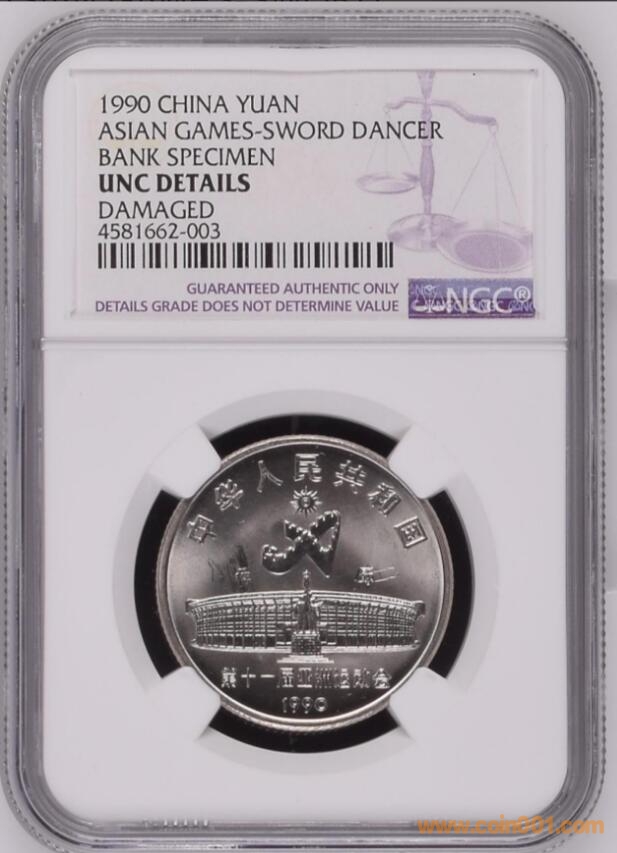 1990 CHINA YUAN
ASIAN GAMES-SWORD DANCER
BANK SPECIMEN
UNC DETAILS
DAMAGED
4581662-003
GUARANTEED AUTHENTIC ONLY
DETAILS GRADE DOES NOT DETERMINE VALUE
NGC®
中华人民共和国
样币
第十一届亚洲运动会
1990
www.coin001.com